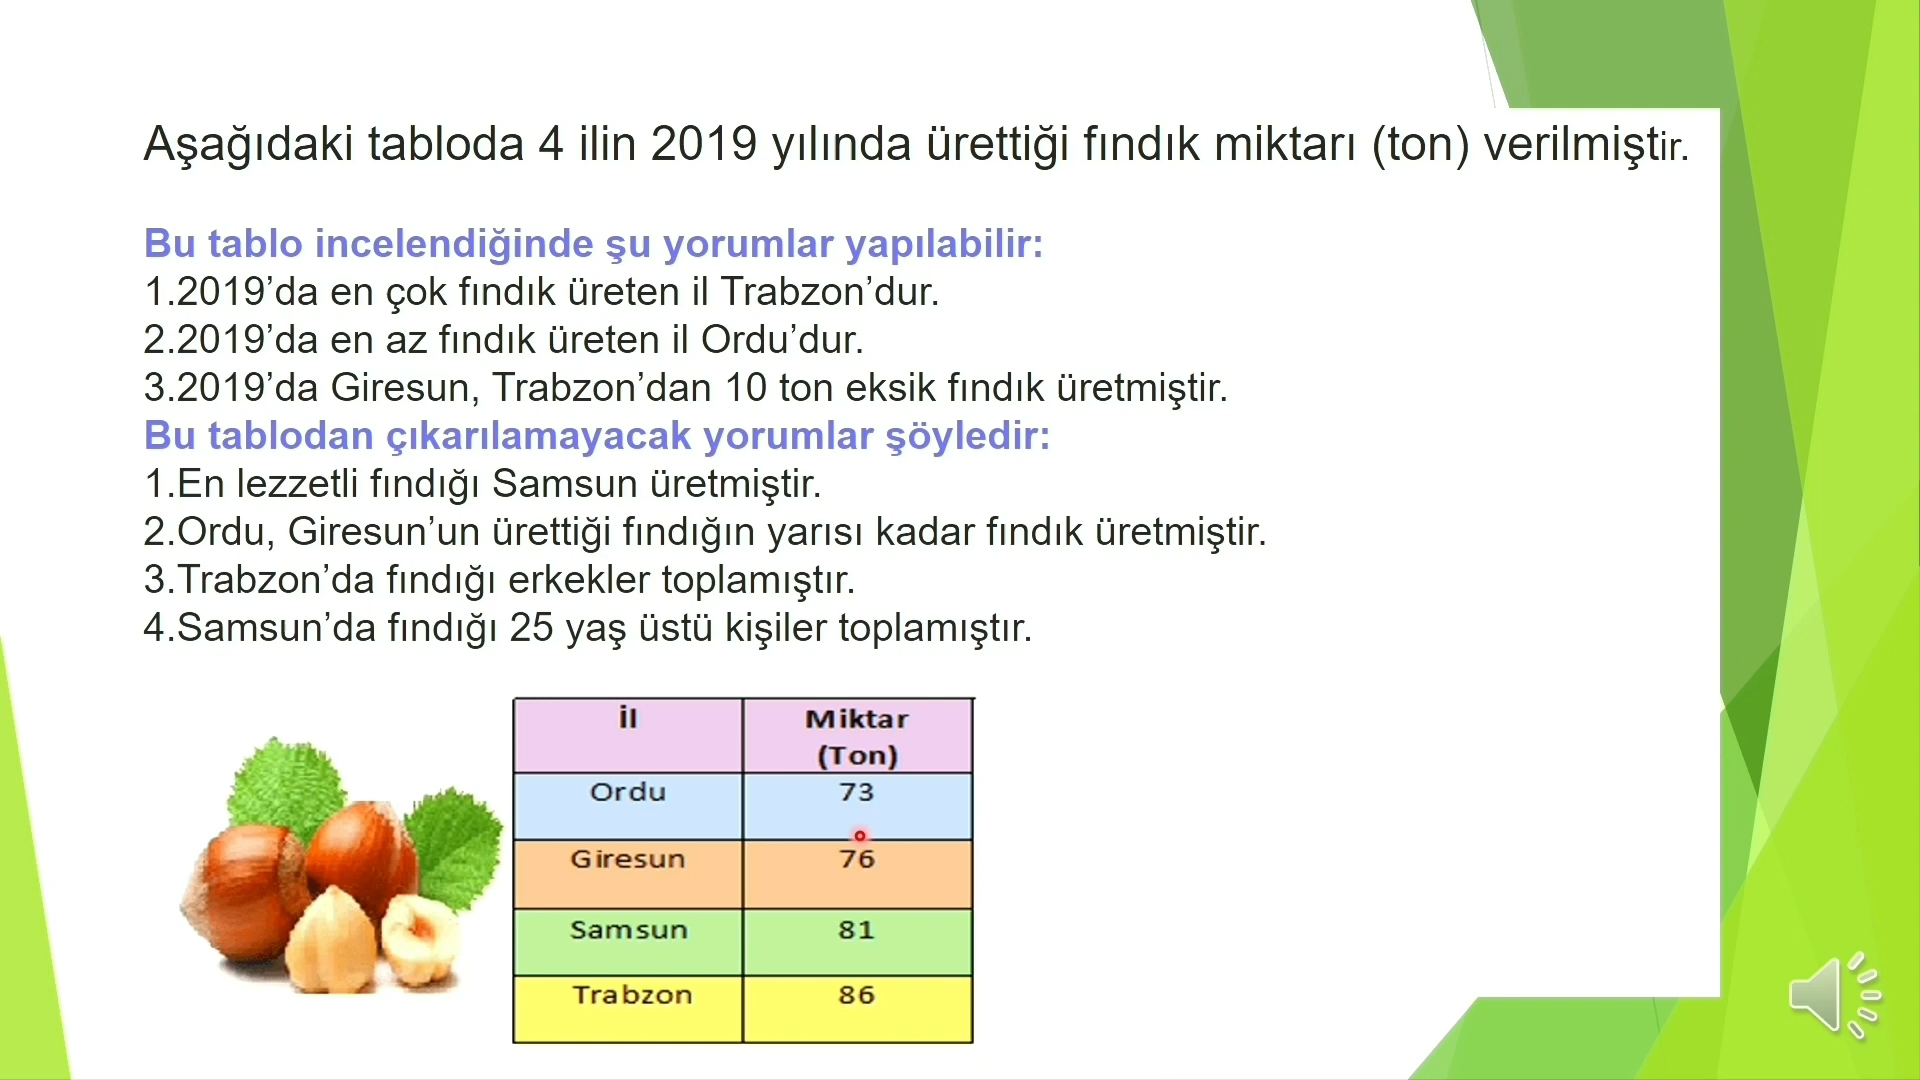 Aşağıdaki tabloda 4 ilin 2019 yılında ürettiği fındık miktarı (ton) verilmiştir.
Bu tablo incelendiğinde şu yorumlar yapılabilir:
1.2019’da en çok fındık üreten il Trabzon’dur.
2.2019’da en az fındık üreten il Ordu’dur.
3.2019’da Giresun, Trabzon’dan 10 ton eksik fındık üretmiştir.
Bu tablodan çıkarılamayacak yorumlar şöyledir:
1.En lezzetli fındığı Samsun üretmiştir.
2.Ordu, Giresun’un ürettiği fındığın yarısı kadar fındık üretmiştir.
3.Trabzon’da fındığı erkekler toplamıştır.
4.Samsun’da fındığı 25 yaş üstü kişiler toplamıştır.
İl Miktar
(Ton)
Ordu 73
Giresun 76
Samsun 81
Trabzon 86